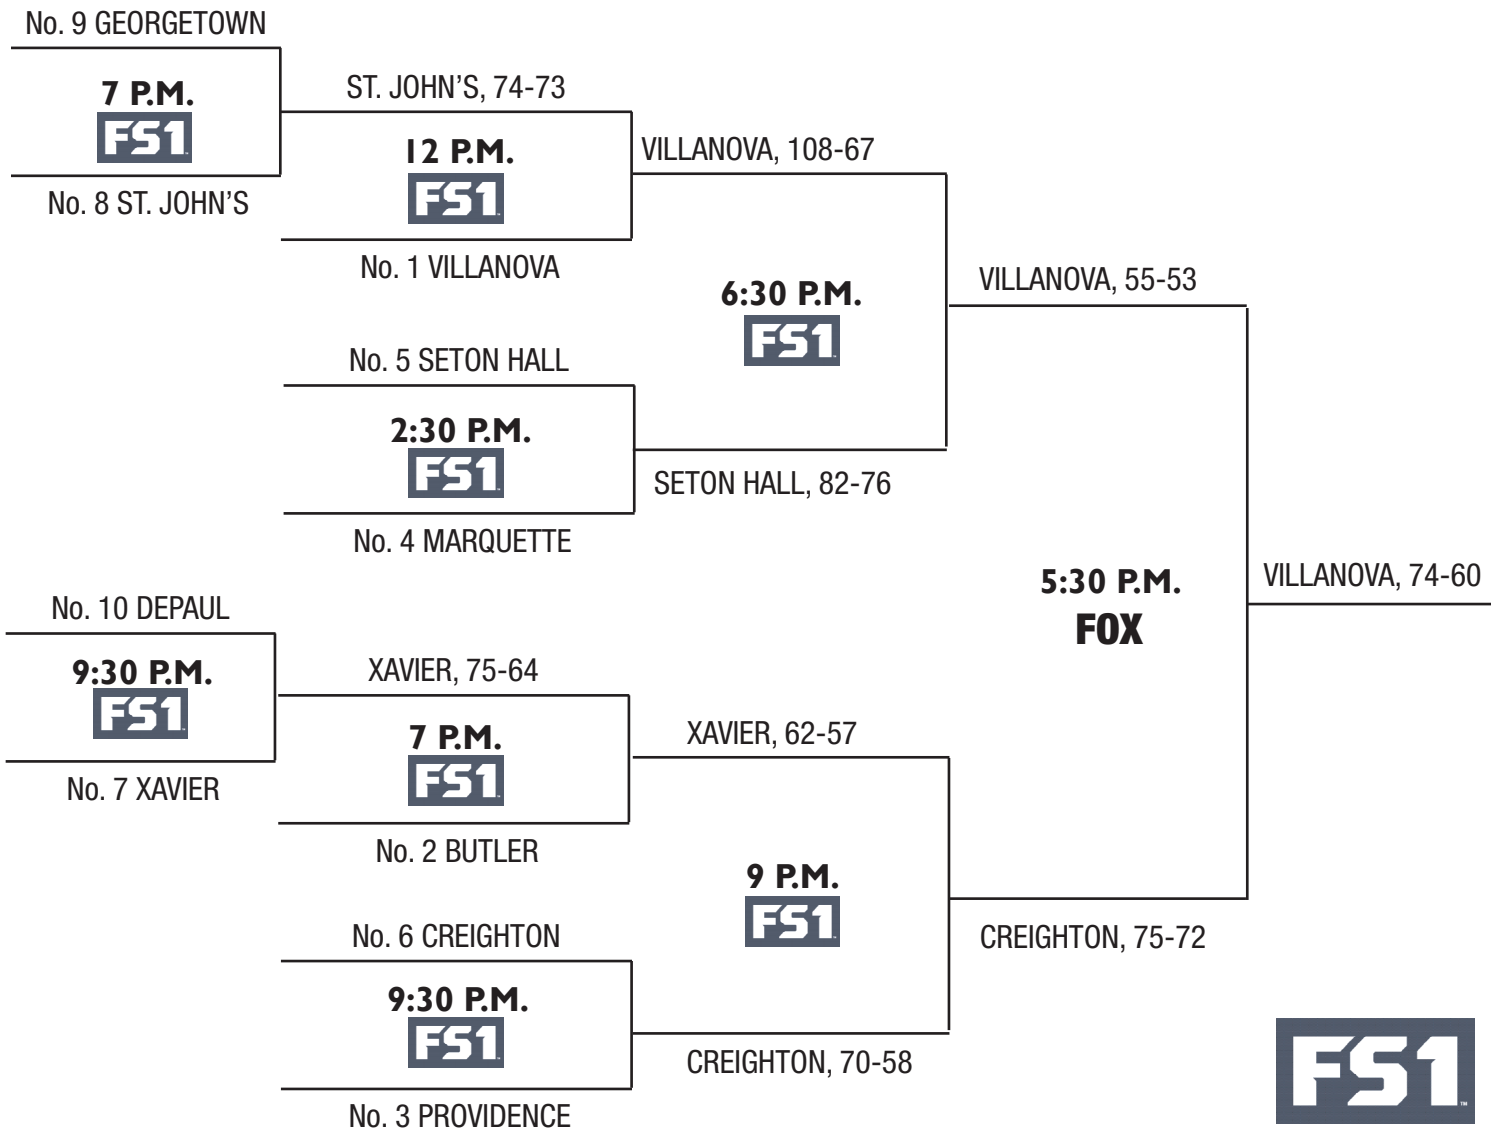 No. 9 GEORGETOWN
7 P.M.
FS1
No. 8 ST. JOHN'S
ST. JOHN'S, 74-73
12 P.M.
FS1
No. 1 VILLANOVA
VILLANOVA, 108-67
6:30 P.M.
FS1
No. 5 SETON HALL
2:30 P.M.
FS1
No. 4 MARQUETTE
SETON HALL, 82-76
VILLANOVA, 55-53
5:30 P.M.
FOX
VILLANOVA, 74-60
No. 10 DEPAUL
9:30 P.M.
FS1
No. 7 XAVIER
XAVIER, 75-64
7 P.M.
FS1
No. 2 BUTLER
XAVIER, 62-57
9 P.M.
FS1
No. 6 CREIGHTON
9:30 P.M.
FS1
No. 3 PROVIDENCE
CREIGHTON, 70-58
CREIGHTON, 75-72
FS1™